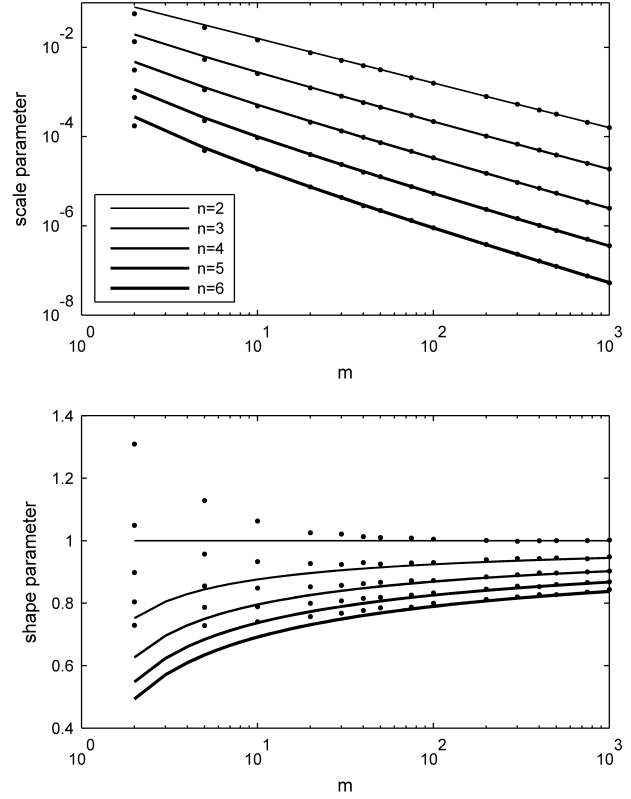 10^-2
10^-4
10^-6
10^-8
scale parameter
n=2
n=3
n=4
n=5
n=6
10^0 10^1 10^2 10^3
m
1.4
1.2
1
0.8
0.6
0.4
shape parameter
10^0 10^1 10^2 10^3
m